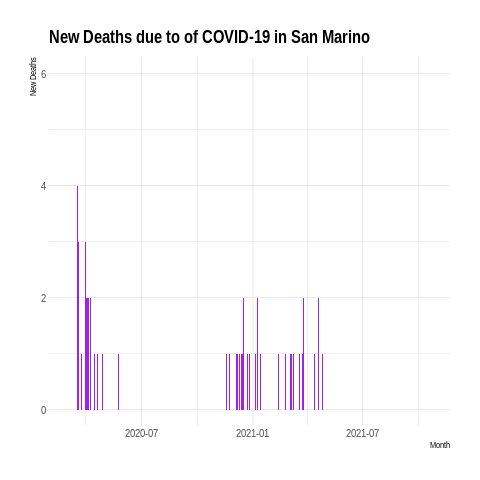 New Deaths due to of COVID-19 in San Marino
New Deaths
6
4
2
0
2020-07
2021-01
2021-07
Month